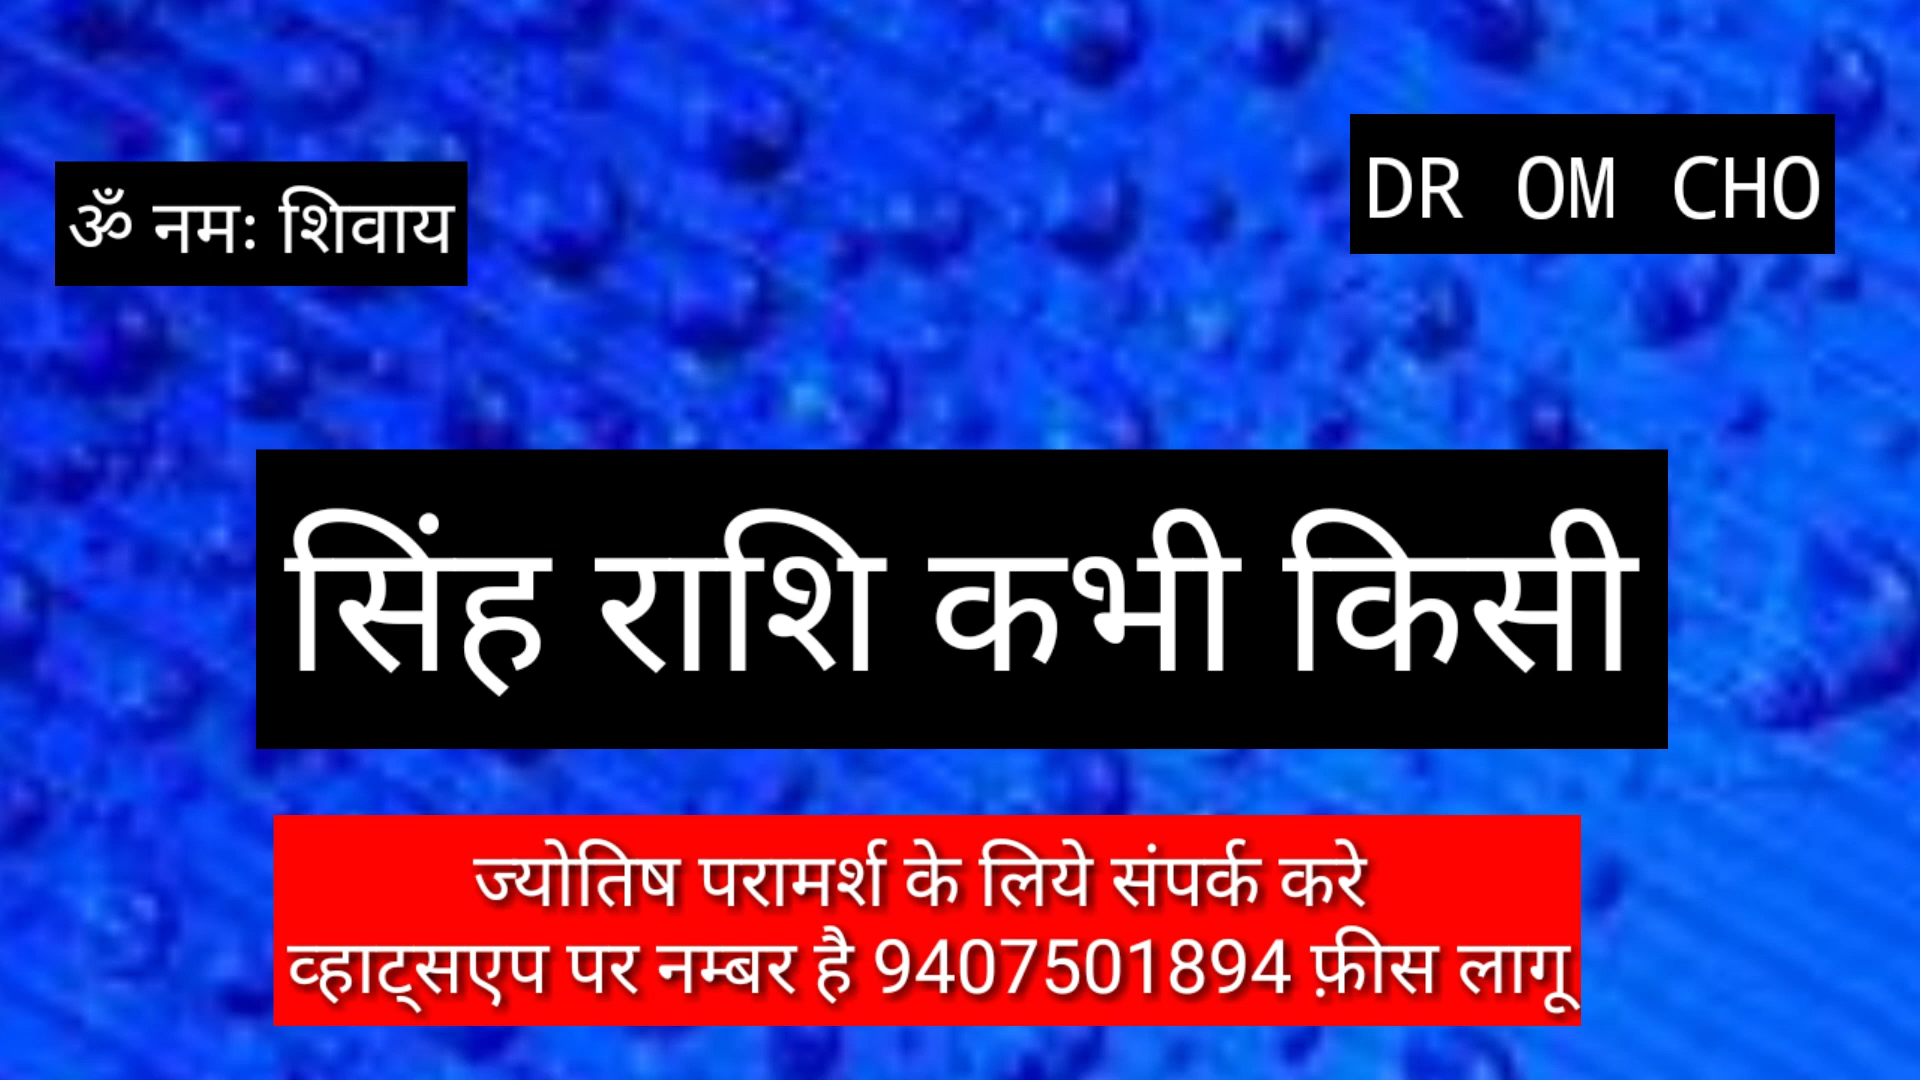 ॐ नमः शिवाय
DR OM CHO
सिंह राशि कभी किसी
ज्योतिष परामर्श के लिये संपर्क करे
व्हाट्सएप पर नम्बर है 9407501894 फ़ीस लागू